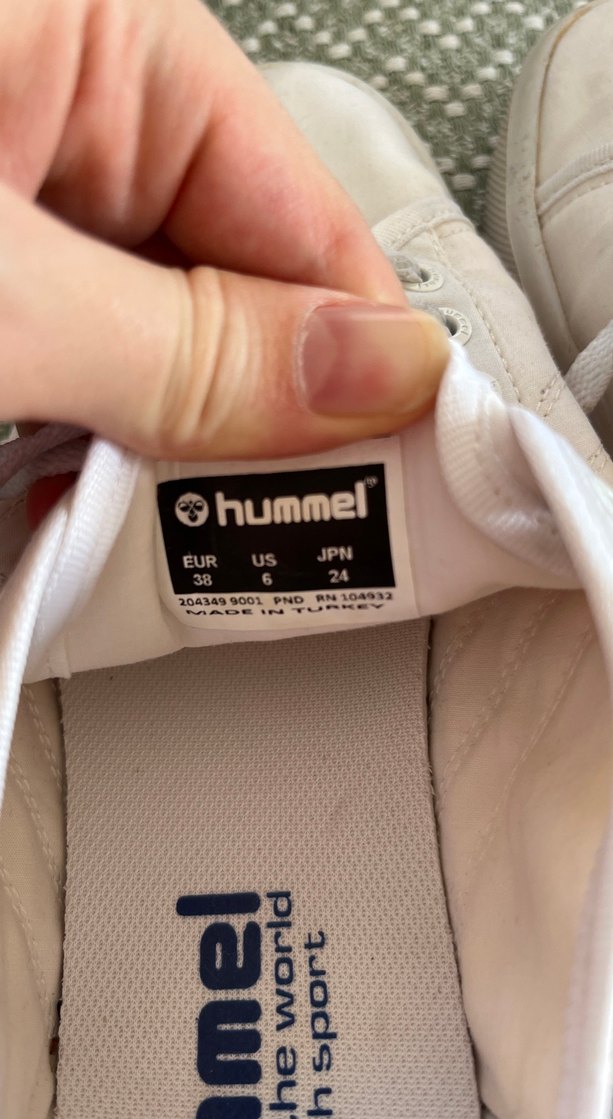 hummel
EUR US JPN
38 6 24
204349 9001 PND RN 104932
MADE IN TURKEY
mel
he world
h sport